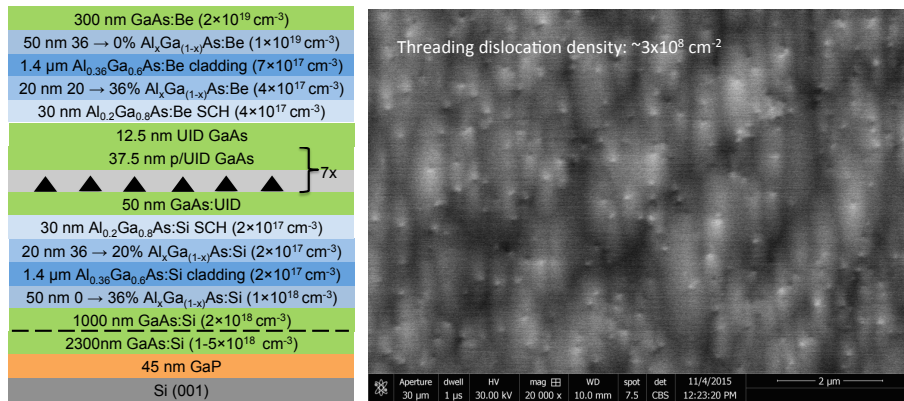 300 nm GaAs:Be (2×10¹⁹ cm-³)
50 nm 36 → 0% AlₓGa₍₁₋ₓ₎As:Be (1×10¹⁹ cm-³)
1.4 μm Al₀.₃₆Ga₀.₆As:Be cladding (7×10¹⁷ cm-³)
20 nm 20 → 36% AlₓGa₍₁₋ₓ₎As:Be (4×10¹⁷ cm-³)
30 nm Al₀.₂Ga₀.₈As:Be SCH (4×10¹⁷ cm-³)
12.5 nm UID GaAs
37.5 nm p/UID GaAs
7x
50 nm GaAs:UID
30 nm Al₀.₂Ga₀.₈As:Si SCH (2×10¹⁷ cm-³)
20 nm 36 → 20% AlₓGa₍₁₋ₓ₎As:Si (2×10¹⁷ cm-³)
1.4 μm Al₀.₃₆Ga₀.₆As:Si cladding (2×10¹⁷ cm-³)
50 nm 0 → 36% AlₓGa₍₁₋ₓ₎As:Si (1×10¹⁸ cm-³)
1000 nm GaAs:Si (2×10¹⁸ cm-³)
2300nm GaAs:Si (1-5×10¹⁸ cm-³)
45 nm GaP
Si (001)
Threading dislocation density: ~3x10⁸ cm-²
Aperture dwell HV mag WD spot det 11/4/2015 2 μm
30 μm 1 μs 30.00 kV 20 000 x 10.0 mm 7.5 CBS 12:23:20 PM